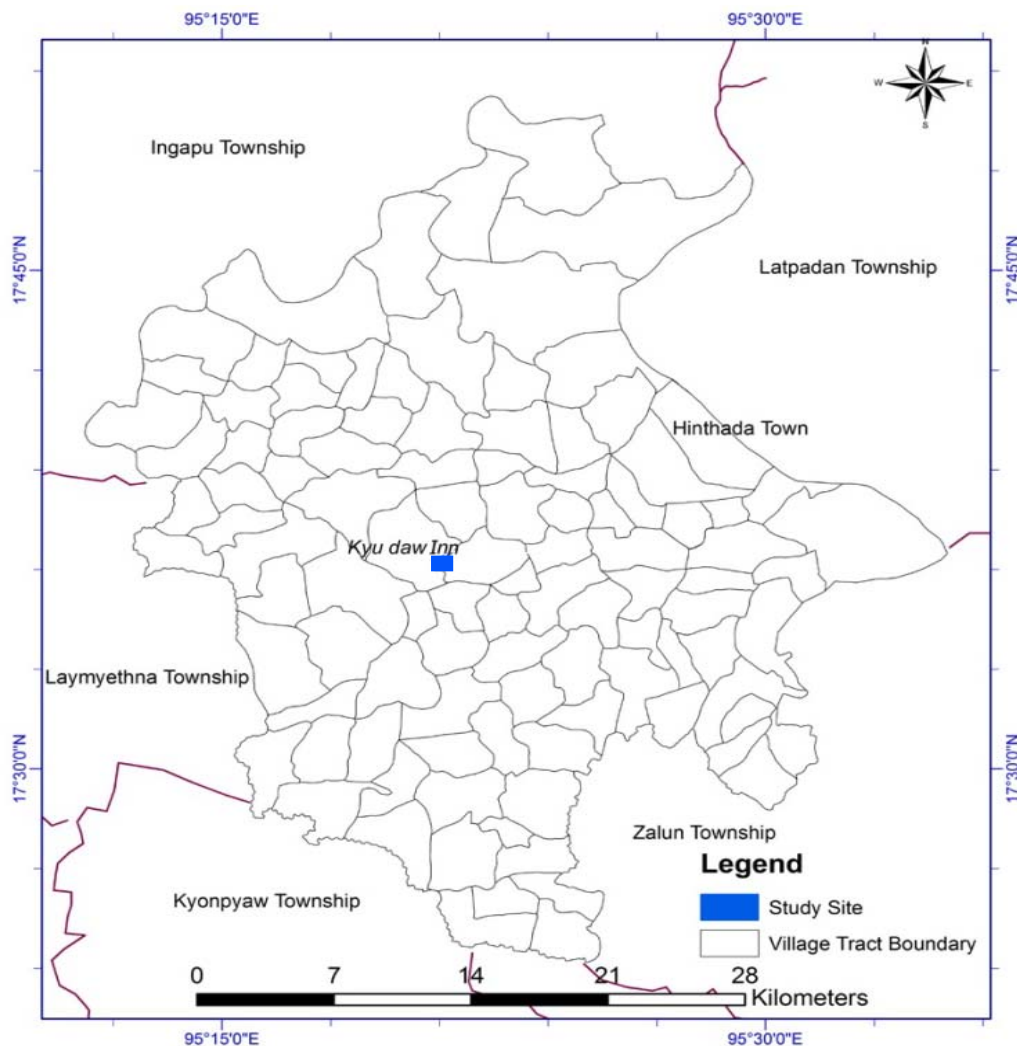 95°15'0"E 95°30'0"E
N
W E
S
Ingapu Township
17°45'0"N
Latpadan Township
17°45'0"N
Hinthada Town
Kyu daw Inn
Laymyethna Township
17°30'0"N
17°30'0"N
Zalun Township
Legend
Kyonpyaw Township
Study Site
Village Tract Boundary
0 7 14 21 28
Kilometers
95°15'0"E 95°30'0"E